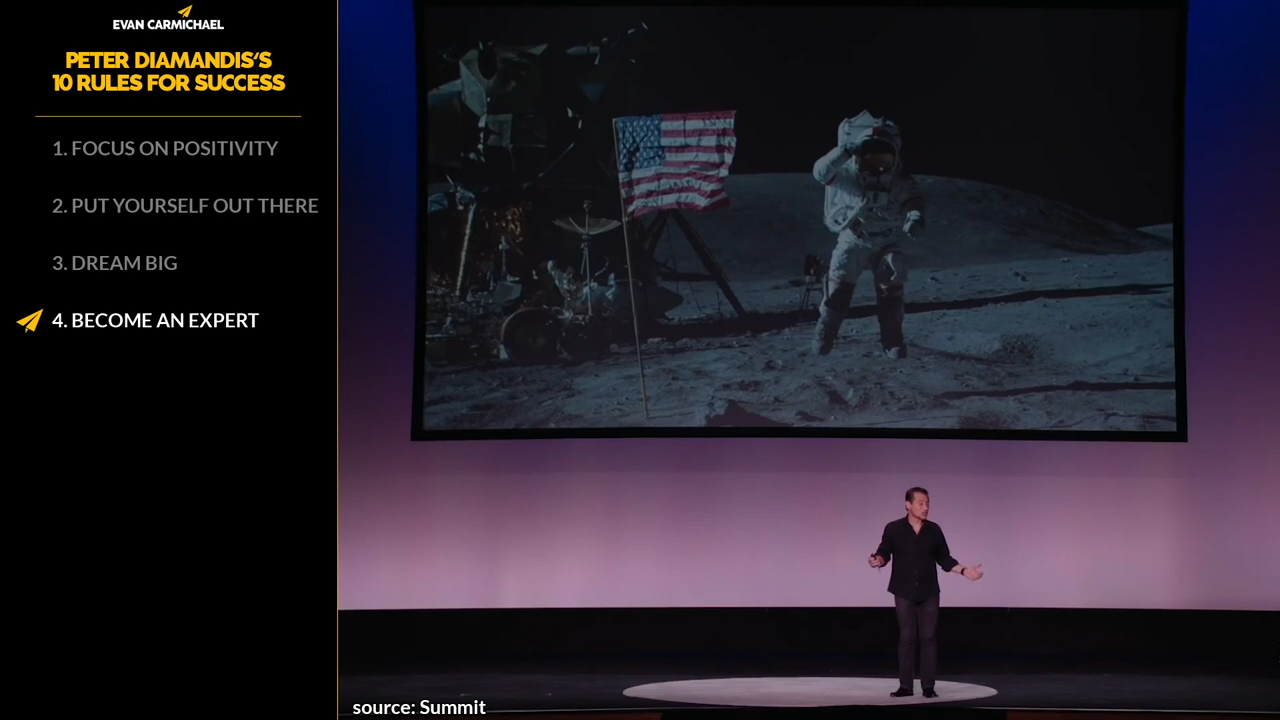 EVAN CARMICHAEL
PETER DIAMANDIS'S
10 RULES FOR SUCCESS
1. FOCUS ON POSITIVITY
2. PUT YOURSELF OUT THERE
3. DREAM BIG
4. BECOME AN EXPERT
source: Summit